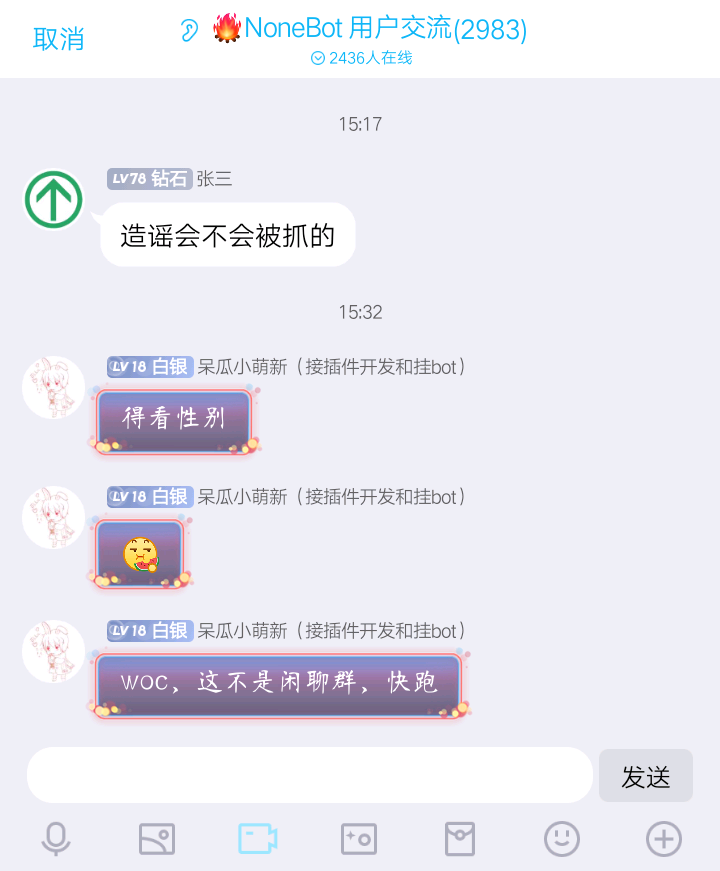 取消
🔥NoneBot 用户交流(2983)
2436人在线
15:17
LV78 钻石 张三
造谣会不会被抓的
15:32
LV18 白银 呆瓜小萌新（接插件开发和挂bot）
得看性别
LV18 白银 呆瓜小萌新（接插件开发和挂bot）
LV18 白银 呆瓜小萌新（接插件开发和挂bot）
woc，这不是闲聊群，快跑
发送